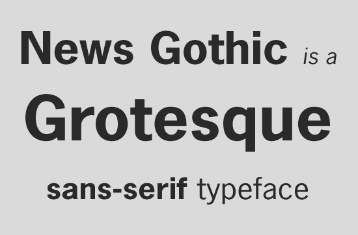 News Gothic is a
Grotesque
sans-serif typeface